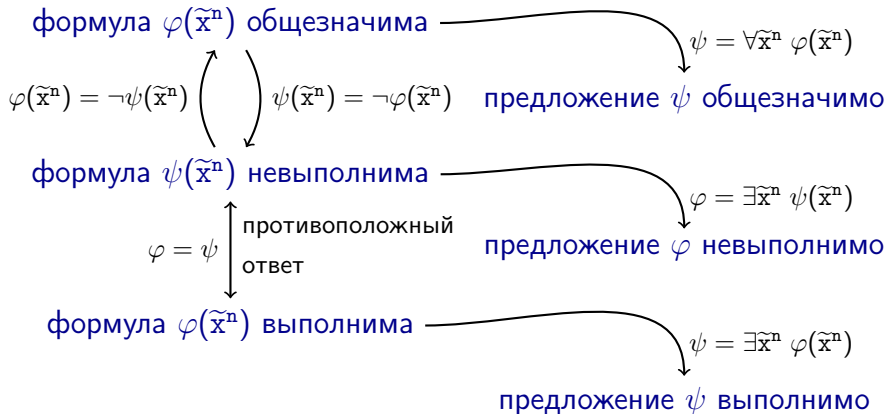 формула φ(x̃ⁿ) общезначима
ψ = ∀x̃ⁿ φ(x̃ⁿ)
φ(x̃ⁿ) = ¬ψ(x̃ⁿ)
ψ(x̃ⁿ) = ¬φ(x̃ⁿ)
предложение ψ общезначимо
формула ψ(x̃ⁿ) невыполнима
φ = ∃x̃ⁿ ψ(x̃ⁿ)
φ = ψ
противоположный
ответ
предложение φ невыполнимо
формула φ(x̃ⁿ) выполнима
ψ = ∃x̃ⁿ φ(x̃ⁿ)
предложение ψ выполнимо